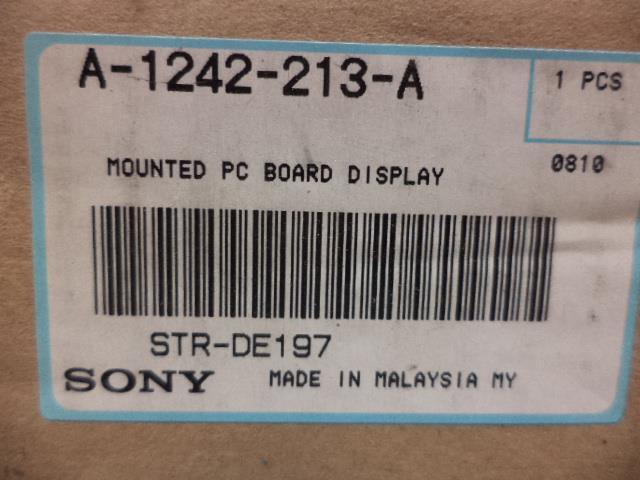 A-1242-213-A
1 PCS
MOUNTED PC BOARD DISPLAY
0810
STR-DE197
SONY MADE IN MALAYSIA MY